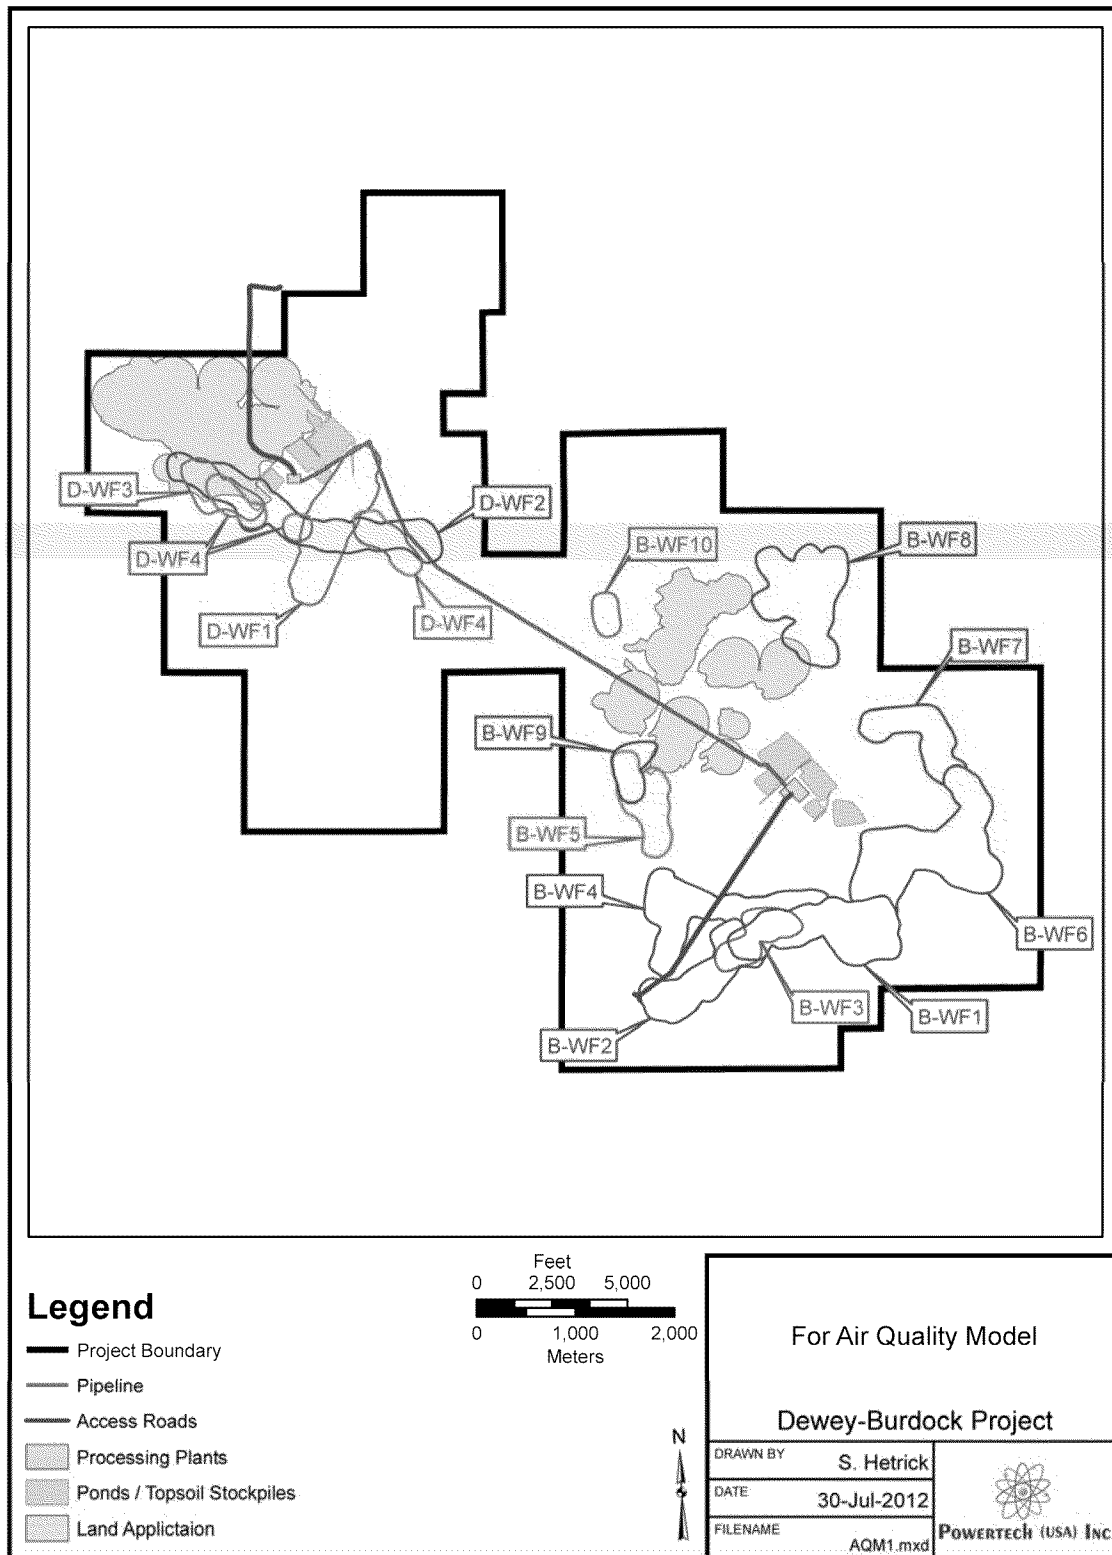 D-WF3
D-WF2
D-WF4
B-WF10
B-WF8
D-WF1
D-WF4
B-WF7
B-WF9
B-WF5
B-WF4
B-WF6
B-WF3
B-WF1
B-WF2
Legend
Project Boundary
Pipeline
Access Roads
Processing Plants
Ponds / Topsoil Stockpiles
Land Applictaion
Feet
0 2,500 5,000
0 1,000 2,000
Meters
N
For Air Quality Model
Dewey-Burdock Project
DRAWN BY S. Hetrick
DATE 30-Jul-2012
FILENAME AQM1.mxd
POWERTECH (USA) INC